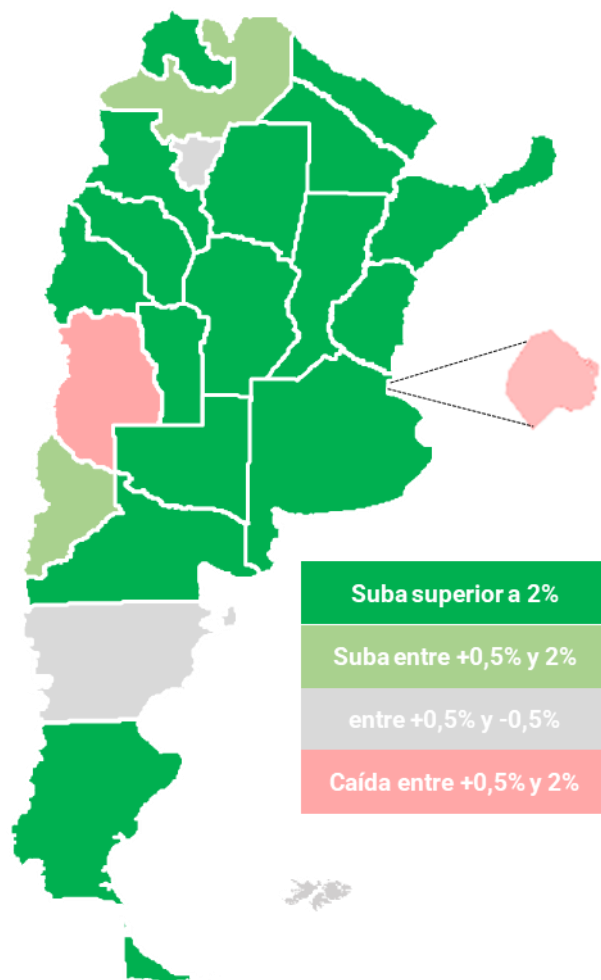 Suba superior a 2%
Suba entre +0,5% y 2%
entre +0,5% y -0,5%
Caída entre +0,5% y 2%